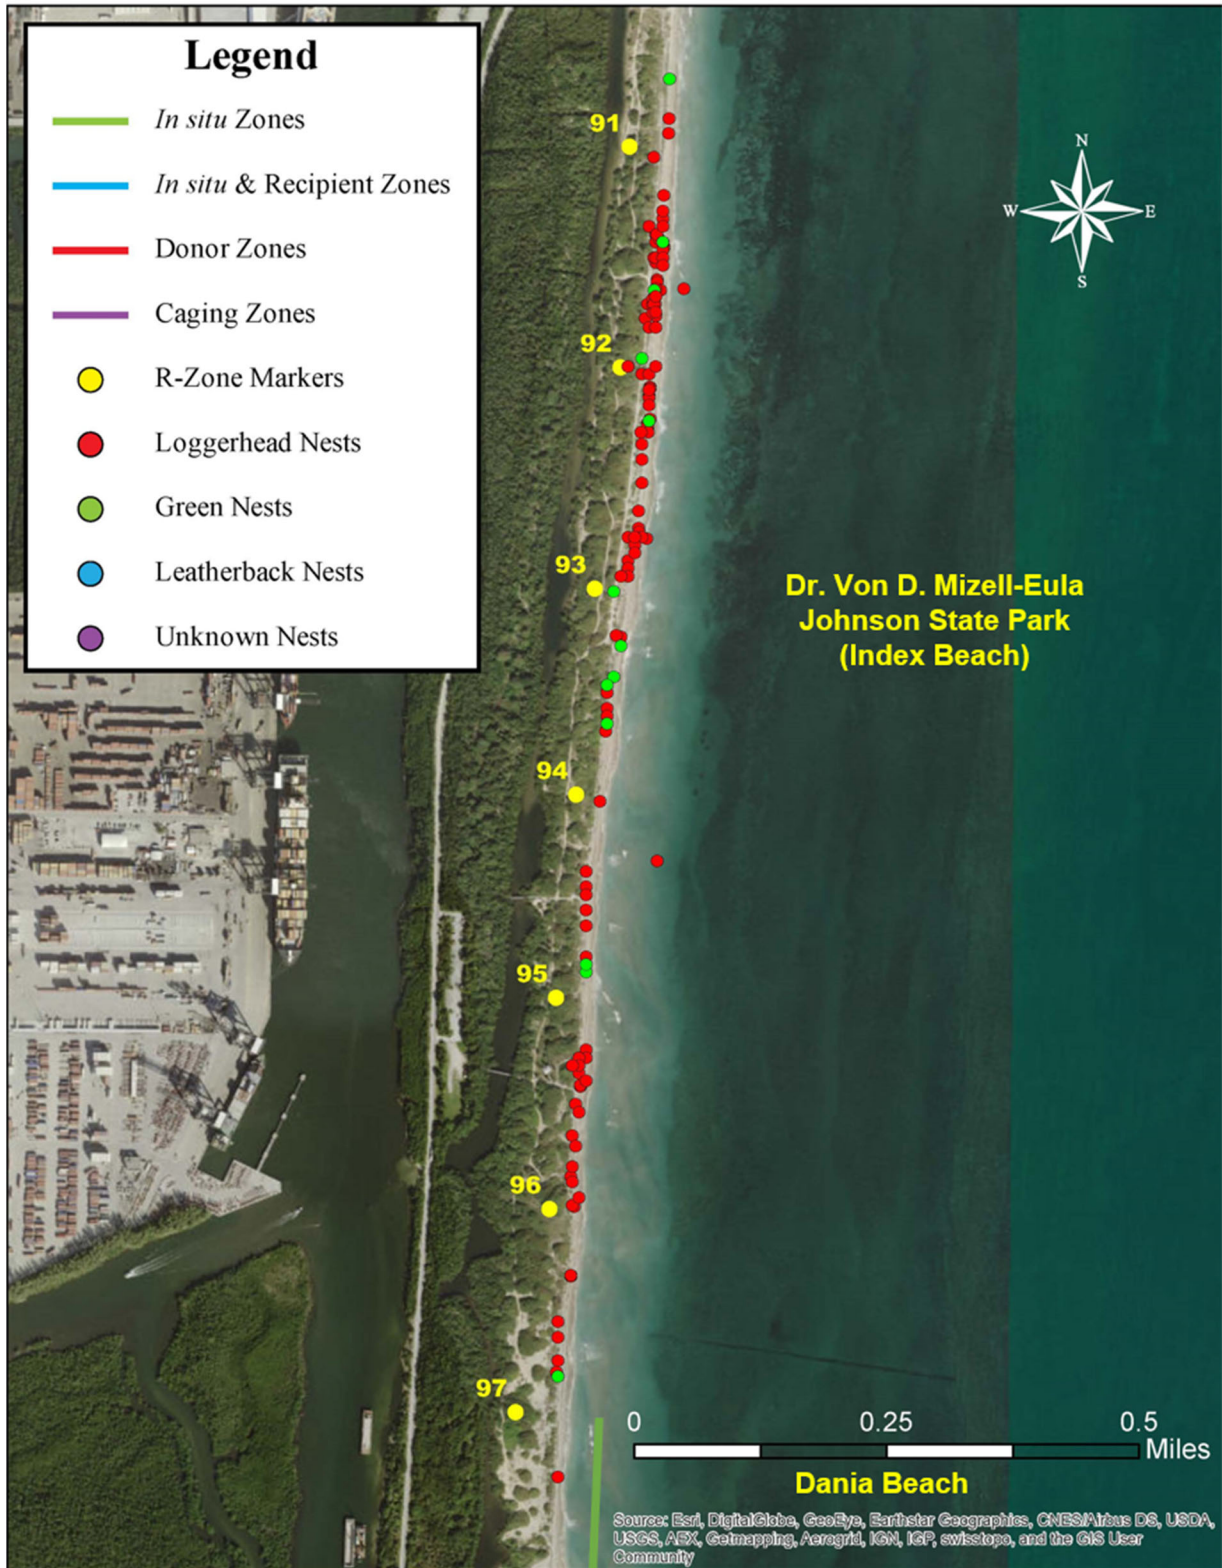 Legend
In situ Zones
In situ & Recipient Zones
Donor Zones
Caging Zones
R-Zone Markers
Loggerhead Nests
Green Nests
Leatherback Nests
Unknown Nests
91
N
W
E
S
92
93
Dr. Von D. Mizell-Eula
Johnson State Park
(Index Beach)
94
95
96
97
0 0.25 0.5
Miles
Dania Beach
Source: Esri, DigitalGlobe, GeoEye, Earthstar Geographics, CNES/Airbus DS, USDA,
USGS, AEX, Getmapping, Aerogrid, IGN, IGP, swisstopo, and the GIS User
Community